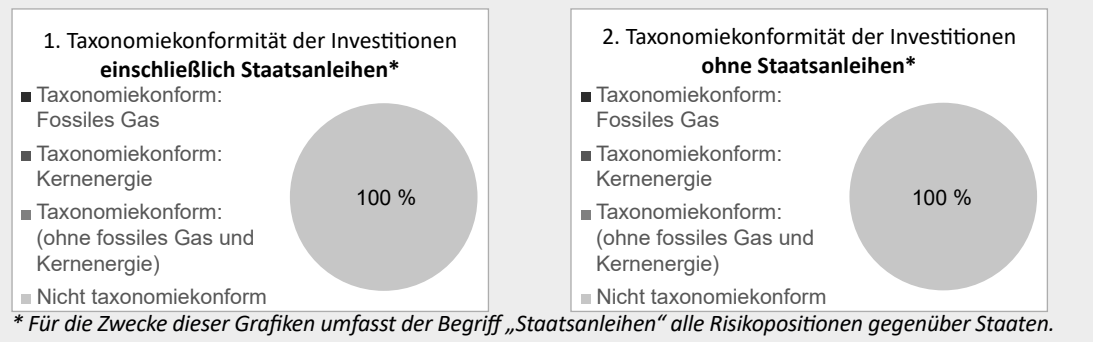 1. Taxonomiekonformität der Investitionen
einschließlich Staatsanleihen*
Taxonomiekonform:
Fossiles Gas
Taxonomiekonform:
Kernenergie
Taxonomiekonform:
(ohne fossiles Gas und
Kernenergie)
Nicht taxonomiekonform
100 %
2. Taxonomiekonformität der Investitionen
ohne Staatsanleihen*
Taxonomiekonform:
Fossiles Gas
Taxonomiekonform:
Kernenergie
Taxonomiekonform:
(ohne fossiles Gas und
Kernenergie)
Nicht taxonomiekonform
100 %
* Für die Zwecke dieser Grafiken umfasst der Begriff „Staatsanleihen“ alle Risikopositionen gegenüber Staaten.